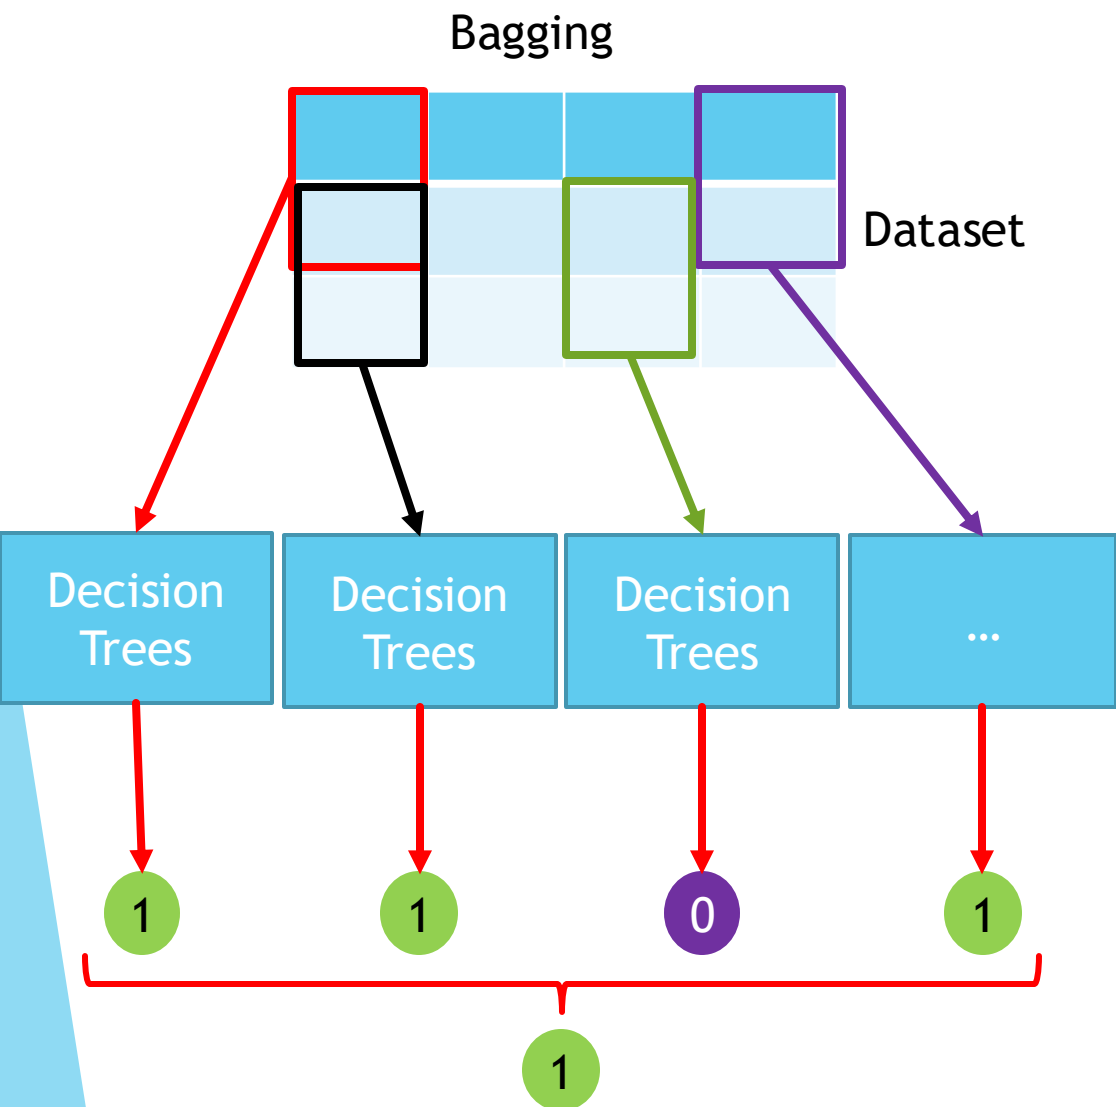 Bagging
Dataset
Decision
Trees
Decision
Trees
Decision
Trees
...
1
1
0
1
1